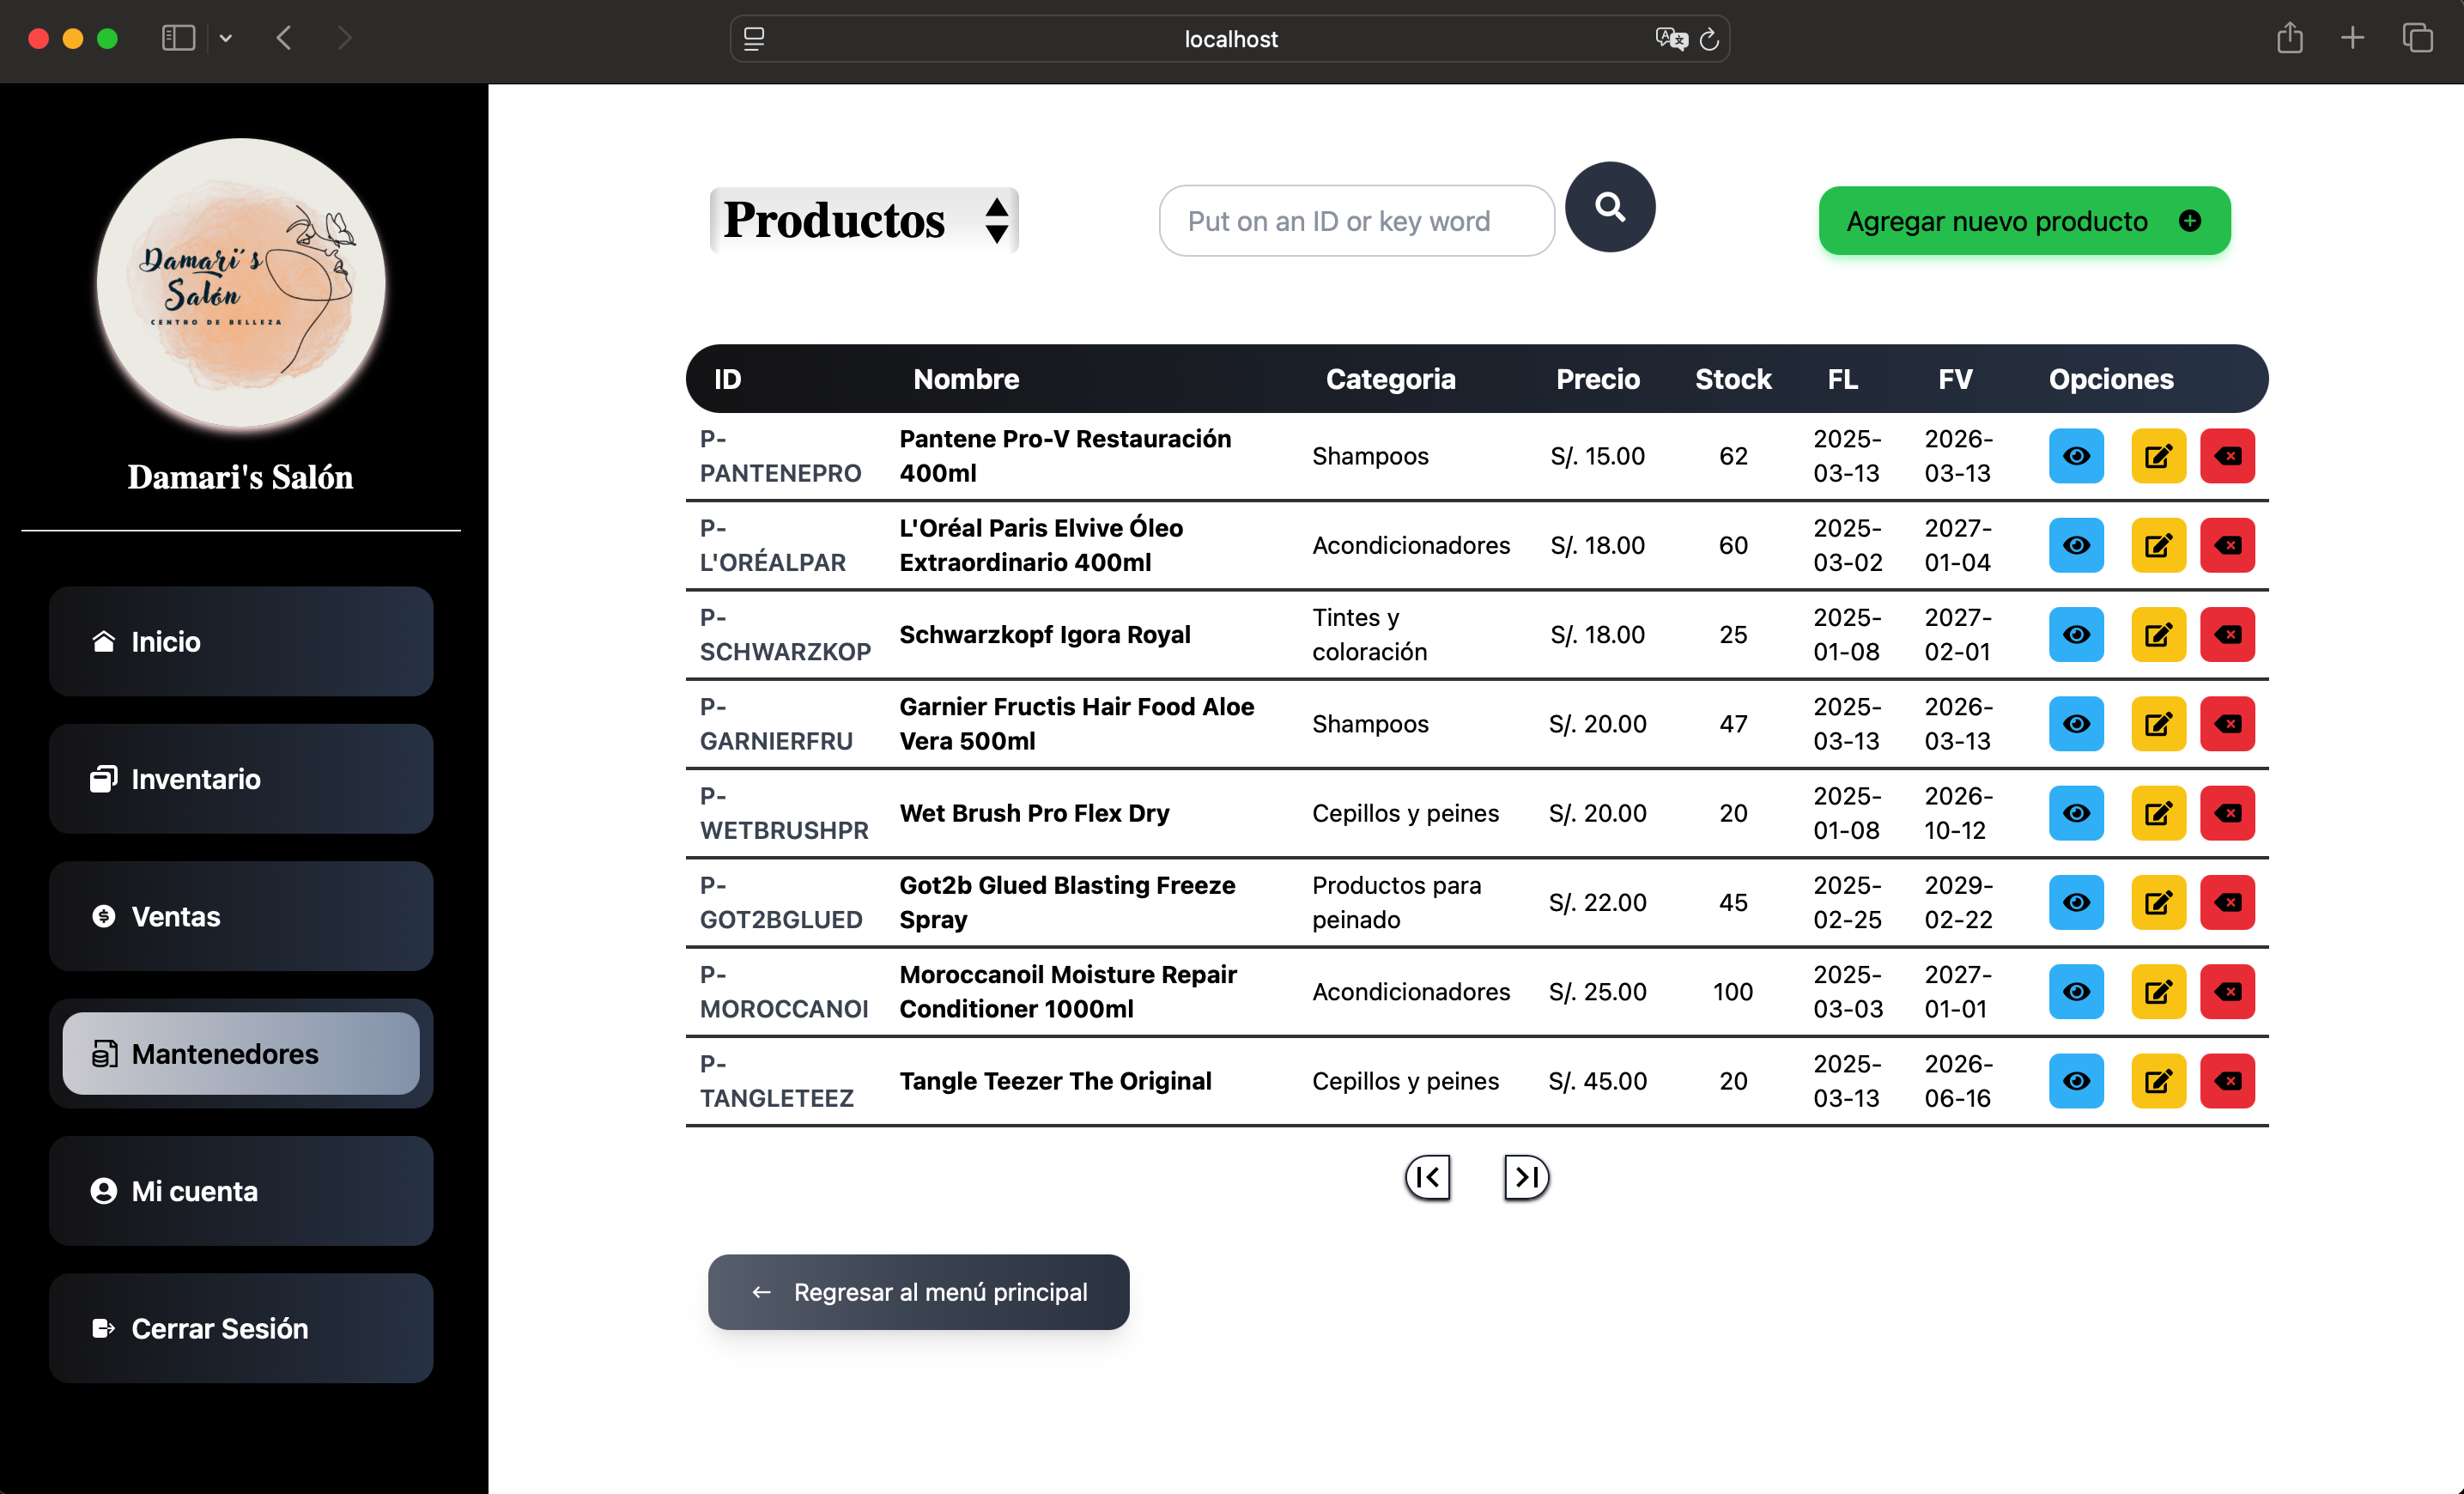 localhost
Damari's
Salón
CENTRO DE BELLEZA
Damari's Salón
Inicio
Inventario
Ventas
Mantenedores
Mi cuenta
Cerrar Sesión
Productos
Put on an ID or key word
Agregar nuevo producto
ID Nombre Categoria Precio Stock FL FV Opciones
P-
PANTENEPRO
Pantene Pro-V Restauración
400ml
Shampoos
S/. 15.00
62
2025-
03-13
2026-
03-13
P-
L'ORÉALPAR
L'Oréal Paris Elvive Óleo
Extraordinario 400ml
Acondicionadores
S/. 18.00
60
2025-
03-02
2027-
01-04
P-
SCHWARZKOP
Schwarzkopf Igora Royal
Tintes y
coloración
S/. 18.00
25
2025-
01-08
2027-
02-01
P-
GARNIERFRU
Garnier Fructis Hair Food Aloe
Vera 500ml
Shampoos
S/. 20.00
47
2025-
03-13
2026-
03-13
P-
WETBRUSHPR
Wet Brush Pro Flex Dry
Cepillos y peines
S/. 20.00
20
2025-
01-08
2026-
10-12
P-
GOT2BGLUED
Got2b Glued Blasting Freeze
Spray
Productos para
peinado
S/. 22.00
45
2025-
02-25
2029-
02-22
P-
MOROCCANOI
Moroccanoil Moisture Repair
Conditioner 1000ml
Acondicionadores
S/. 25.00
100
2025-
03-03
2027-
01-01
P-
TANGLETEEZ
Tangle Teezer The Original
Cepillos y peines
S/. 45.00
20
2025-
03-13
2026-
06-16
Regresar al menú principal